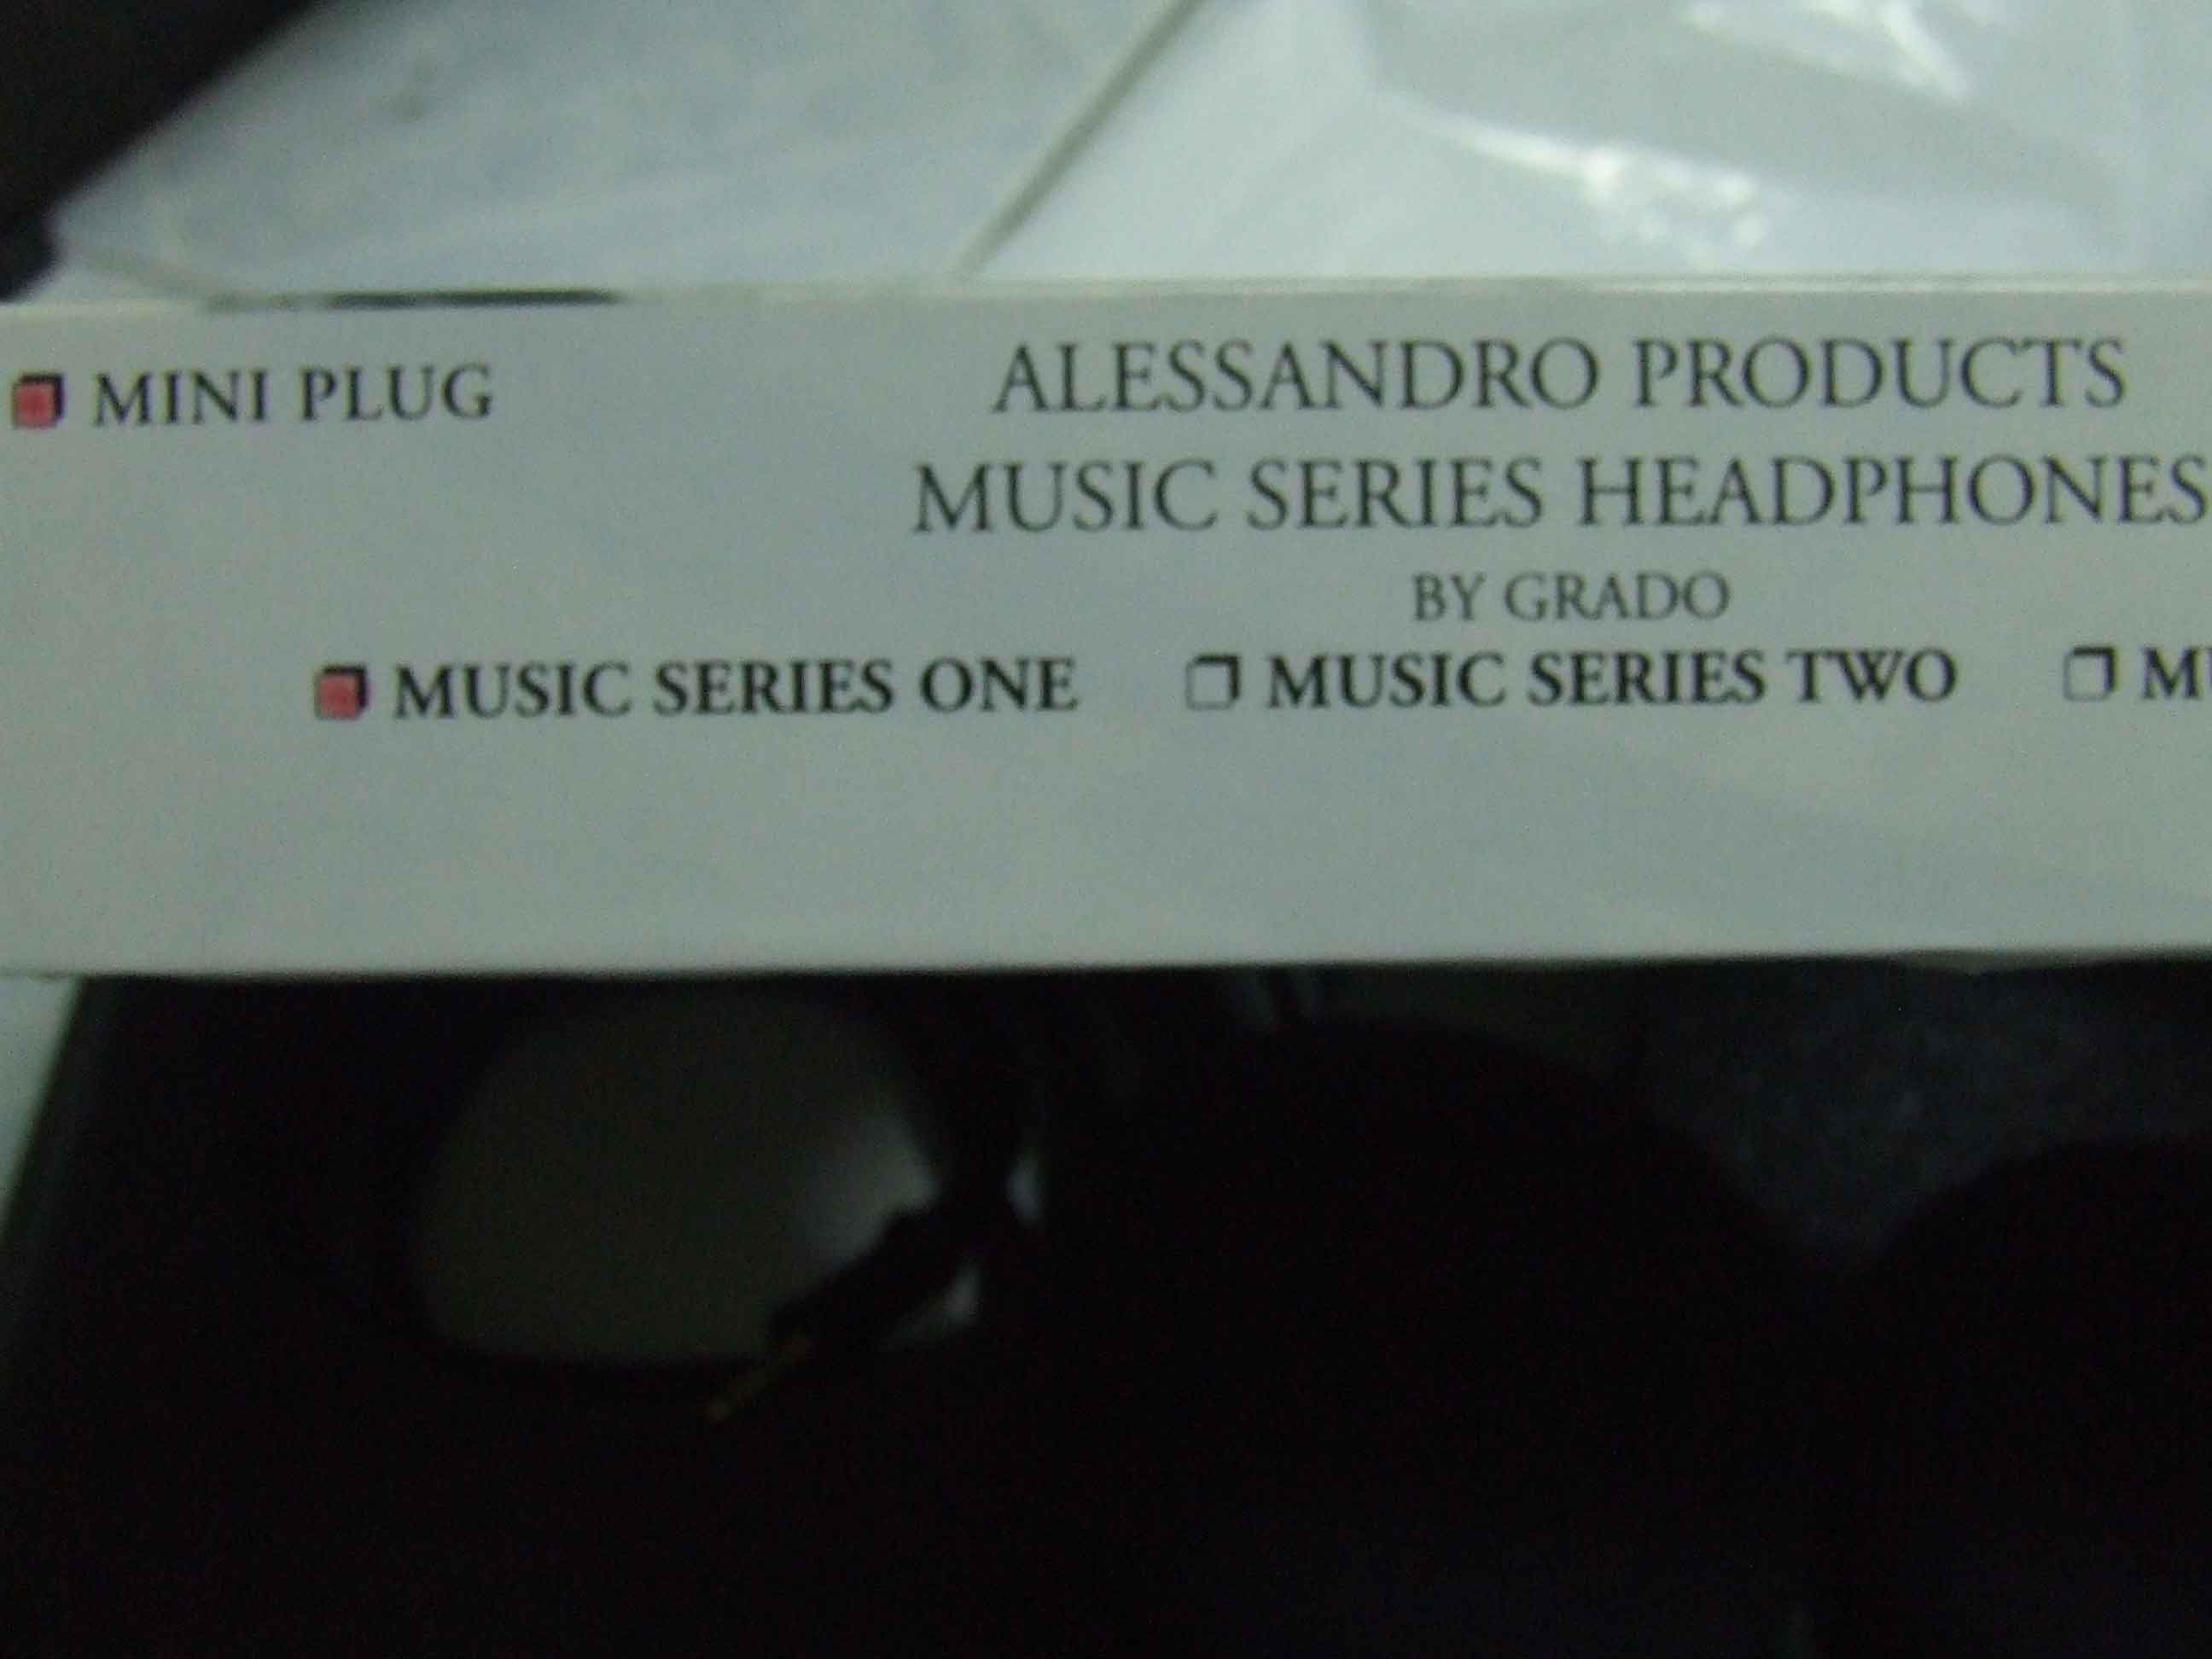 MINI PLUG
ALESSANDRO PRODUCTS
MUSIC SERIES HEADPHONES
BY GRADO
MUSIC SERIES ONE MUSIC SERIES TWO